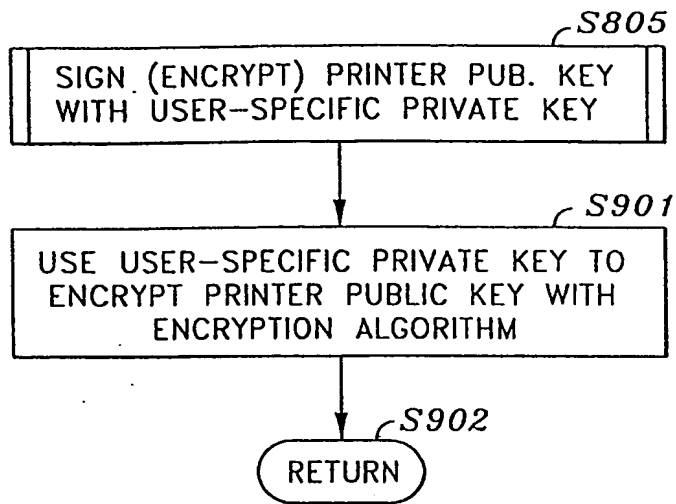 S805
SIGN (ENCRYPT) PRINTER PUB. KEY
WITH USER-SPECIFIC PRIVATE KEY
S901
USE USER-SPECIFIC PRIVATE KEY TO
ENCRYPT PRINTER PUBLIC KEY WITH
ENCRYPTION ALGORITHM
S902
RETURN